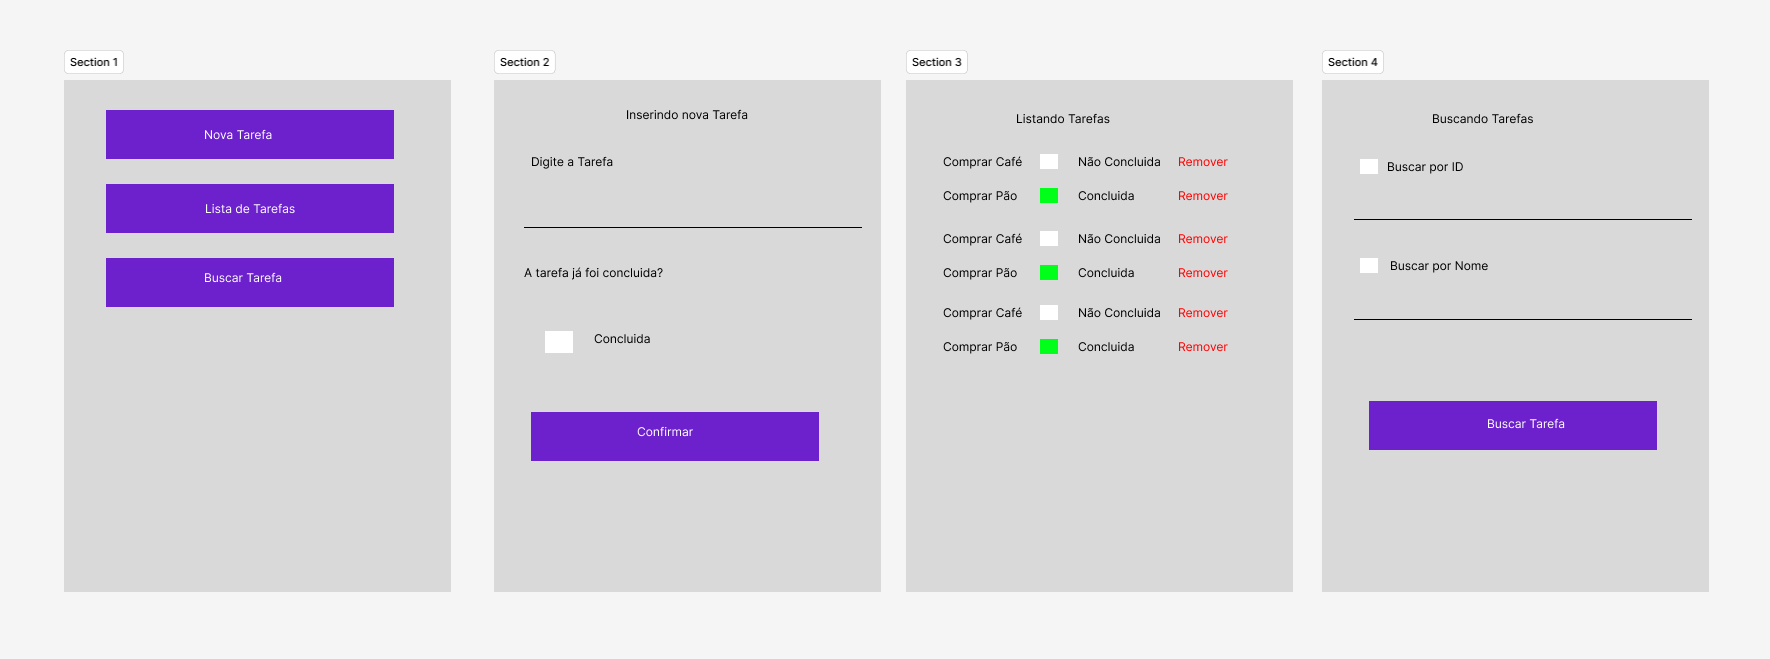 Section 1
Nova Tarefa
Lista de Tarefas
Buscar Tarefa
Section 2
Inserindo nova Tarefa
Digite a Tarefa
A tarefa já foi concluida?
Concluida
Confirmar
Section 3
Listando Tarefas
Comprar Café Não Concluida Remover
Comprar Pão Concluida Remover
Comprar Café Não Concluida Remover
Comprar Pão Concluida Remover
Comprar Café Não Concluida Remover
Comprar Pão Concluida Remover
Section 4
Buscando Tarefas
Buscar por ID
Buscar por Nome
Buscar Tarefa